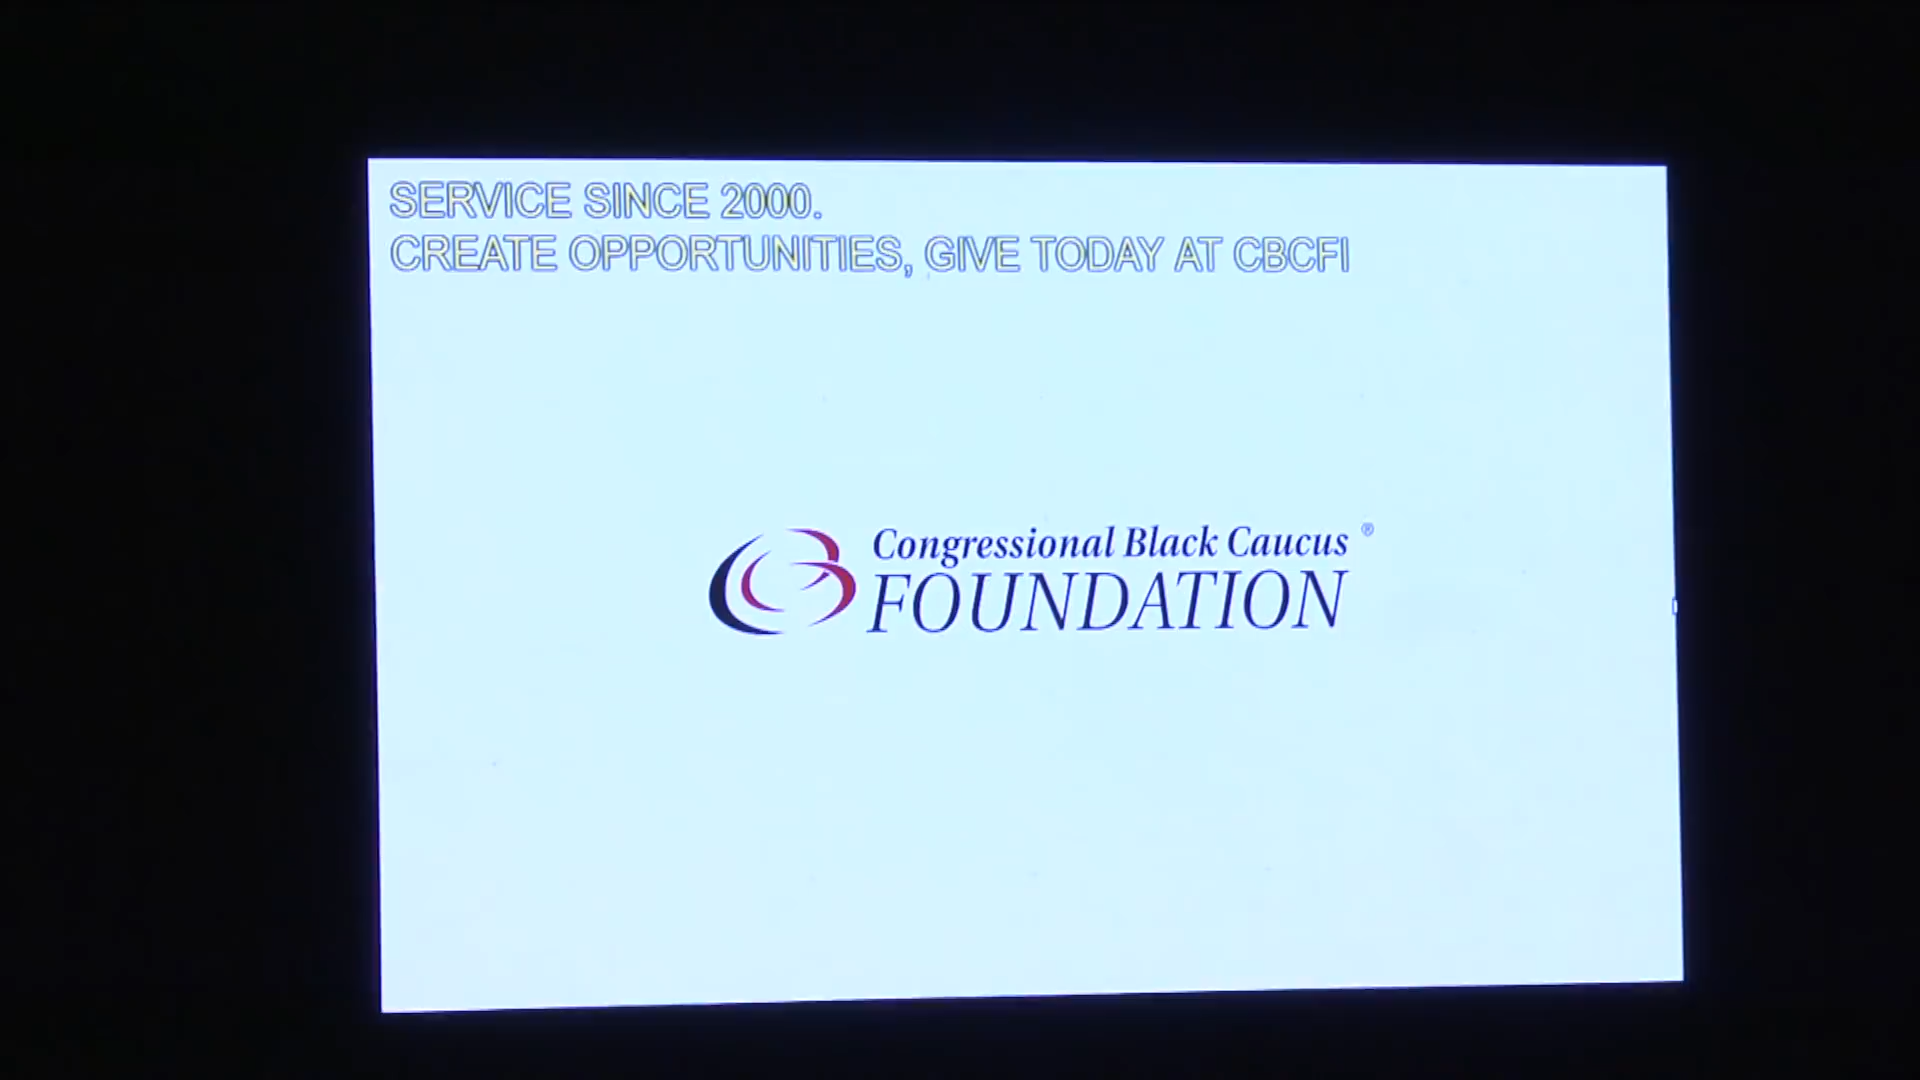 SERVICE SINCE 2000.
CREATE OPPORTUNITIES, GIVE TODAY AT CBCFI
Congressional Black Caucus ®
FOUNDATION